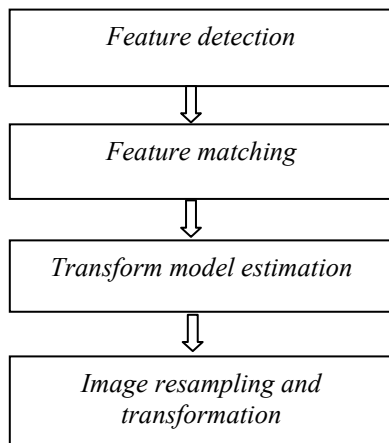 Feature detection
Feature matching
Transform model estimation
Image resampling and
transformation